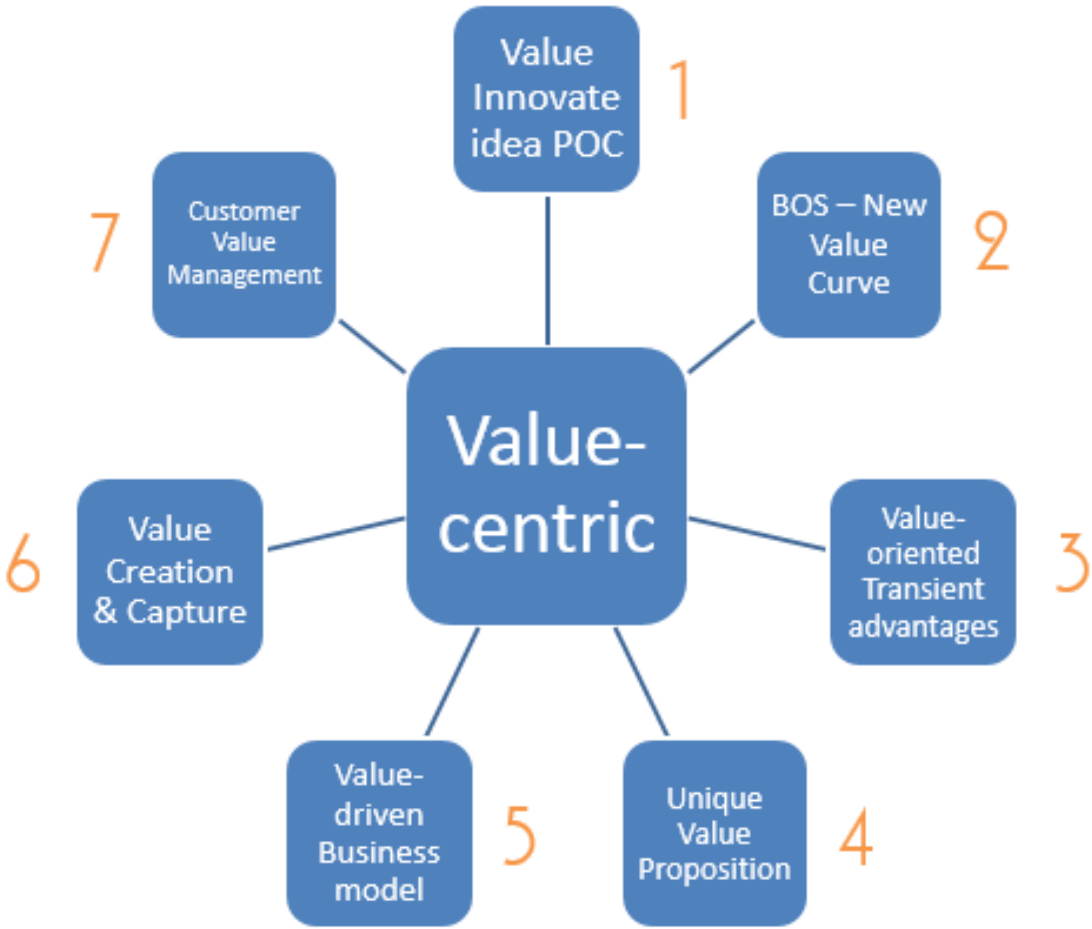 Value
Innovate
idea POC
1
BOS – New
Value
Curve
2
Value-
oriented
Transient
advantages
3
Unique
Value
Proposition
4
Value-
driven
Business
model
5
Value
Creation
& Capture
6
Customer
Value
Management
7
Value-
centric